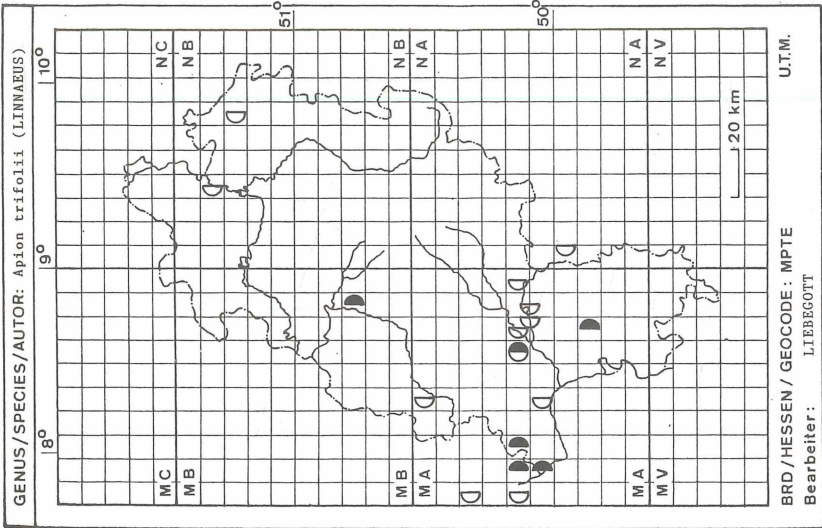 GENUS/SPECIES/AUTOR: Apion trifolii (LINNAEUS)
8° 9° 10°
MC NC
MB NB
51°
MB NB
MA NA
50°
MA NA
MV NV
20 km
BRD/HESSEN/GEOCODE: MPTE U.T.M.
Bearbeiter: LIEBEGOTT